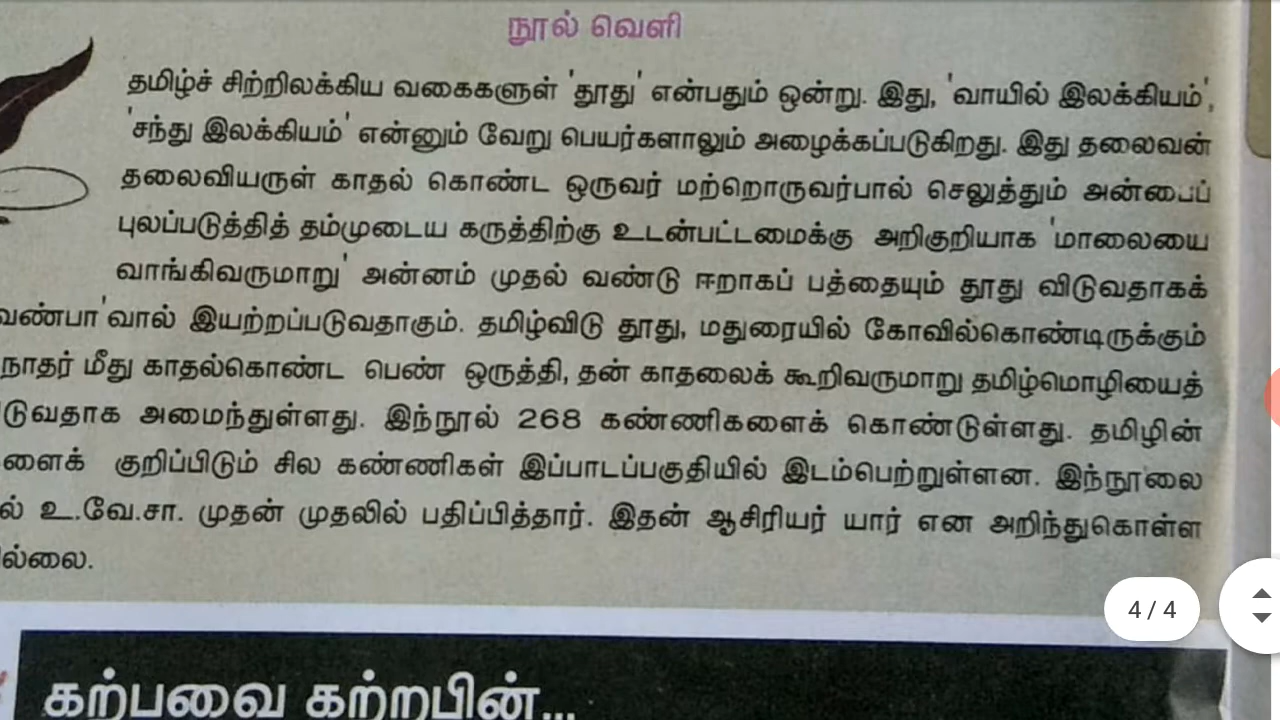 நூல் வெளி
தமிழ்ச் சிற்றிலக்கிய வகைகளுள் 'தூது' என்பதும் ஒன்று. இது, 'வாயில் இலக்கியம்',
'சந்து இலக்கியம்' என்னும் வேறு பெயர்களாலும் அழைக்கப்படுகிறது. இது தலைவன்
தலைவியருள் காதல் கொண்ட ஒருவர் மற்றொருவர்பால் செலுத்தும் அன்பைப்
புலப்படுத்தித் தம்முடைய கருத்திற்கு உடன்பட்டமைக்கு அறிகுறியாக 'மாலையை
வாங்கிவருமாறு' அன்னம் முதல் வண்டு ஈறாகப் பத்தையும் தூது விடுவதாகக்
வண்பா'வால் இயற்றப்படுவதாகும். தமிழ்விடு தூது, மதுரையில் கோவில்கொண்டிருக்கும்
நாதர் மீது காதல்கொண்ட பெண் ஒருத்தி, தன் காதலைக் கூறிவருமாறு தமிழ்மொழியைத்
டுவதாக அமைந்துள்ளது. இந்நூல் 268 கண்ணிகளைக் கொண்டுள்ளது. தமிழின்
ளைக் குறிப்பிடும் சில கண்ணிகள் இப்பாடப்பகுதியில் இடம்பெற்றுள்ளன. இந்நூலை
ல் உ.வே.சா. முதன் முதலில் பதிப்பித்தார். இதன் ஆசிரியர் யார் என அறிந்துகொள்ள
ல்லை.
4 / 4
கற்பவை கற்றபின்...